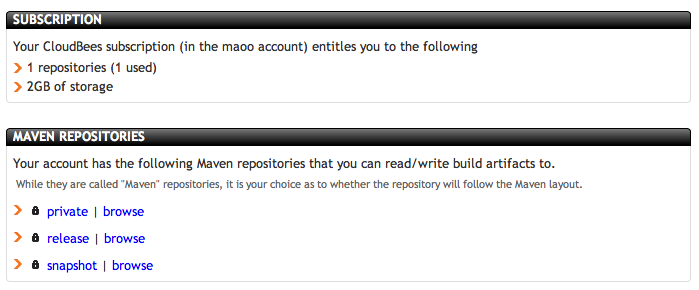 SUBSCRIPTION
Your CloudBees subscription (in the maoo account) entitles you to the following
1 repositories (1 used)
2GB of storage
MAVEN REPOSITORIES
Your account has the following Maven repositories that you can read/write build artifacts to.
While they are called "Maven" repositories, it is your choice as to whether the repository will follow the Maven layout.
private | browse
release | browse
snapshot | browse